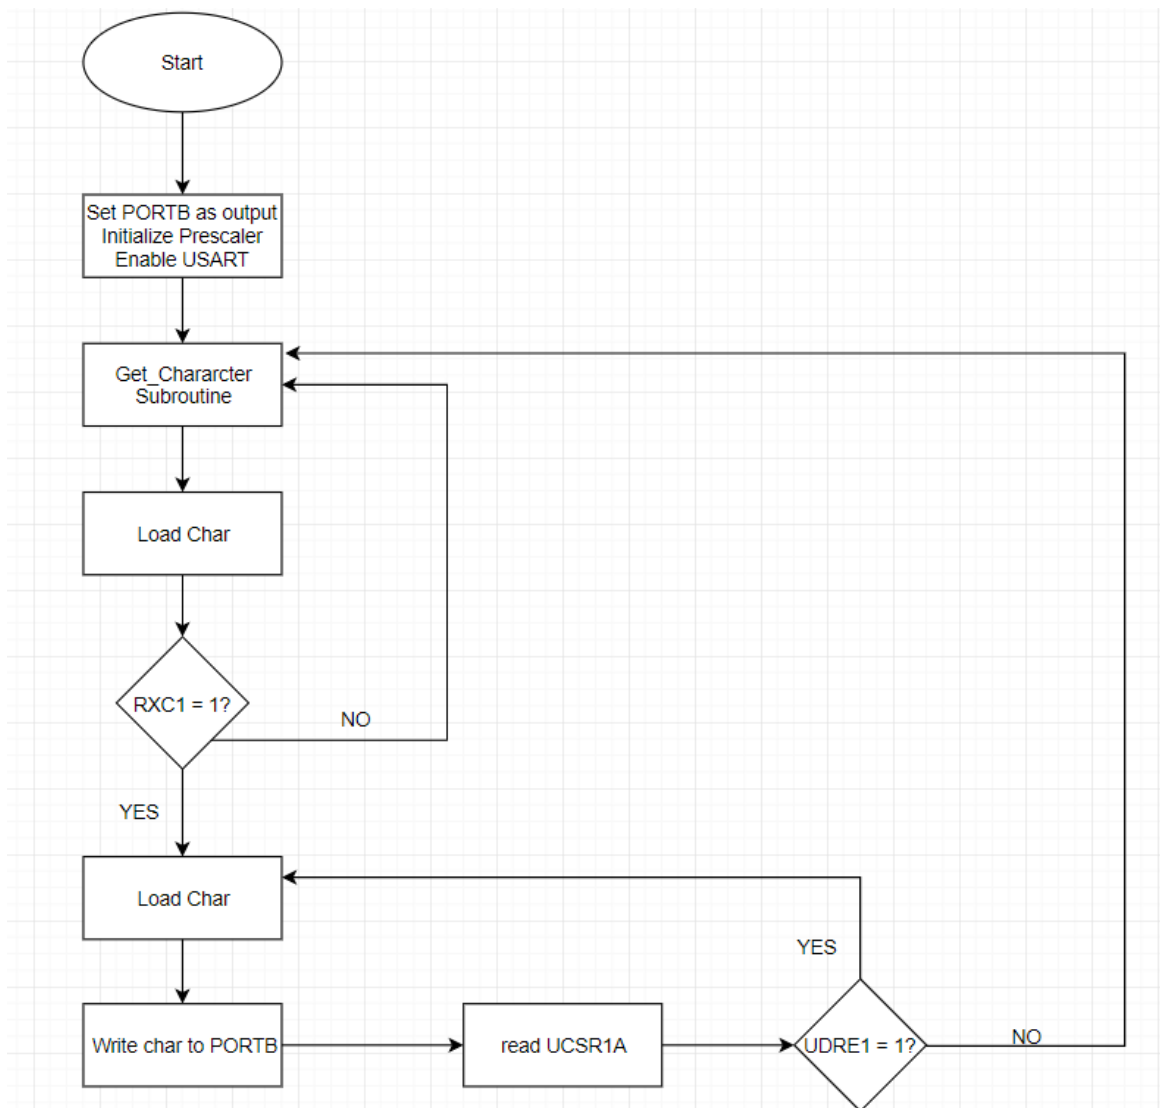 Start
Set PORTB as output
Initialize Prescaler
Enable USART
Get_Chararcter
Subroutine
Load Char
RXC1 = 1?
NO
YES
Load Char
YES
Write char to PORTB
read UCSR1A
UDRE1 = 1?
NO